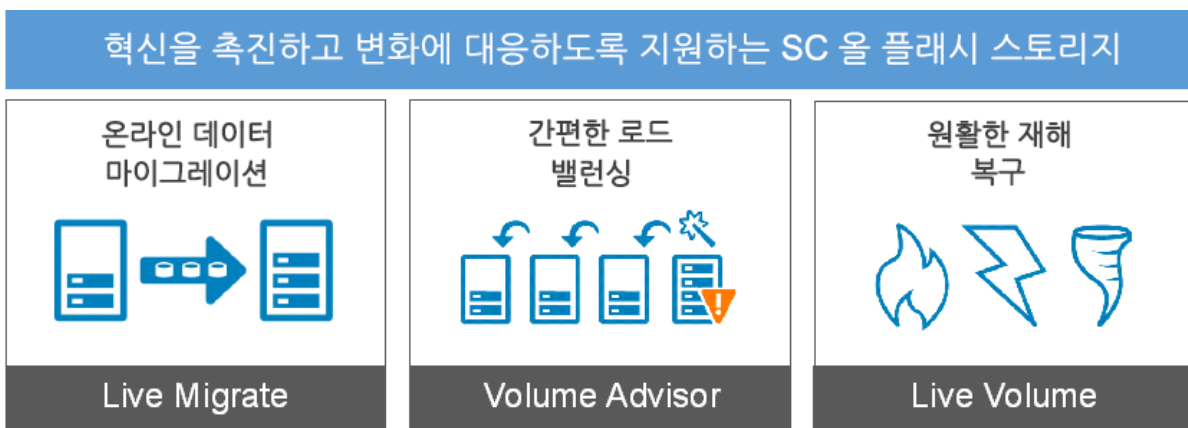 혁신을 촉진하고 변화에 대응하도록 지원하는 SC 올 플래시 스토리지
온라인 데이터
마이그레이션
Live Migrate
간편한 로드
밸런싱
Volume Advisor
원활한 재해
복구
Live Volume